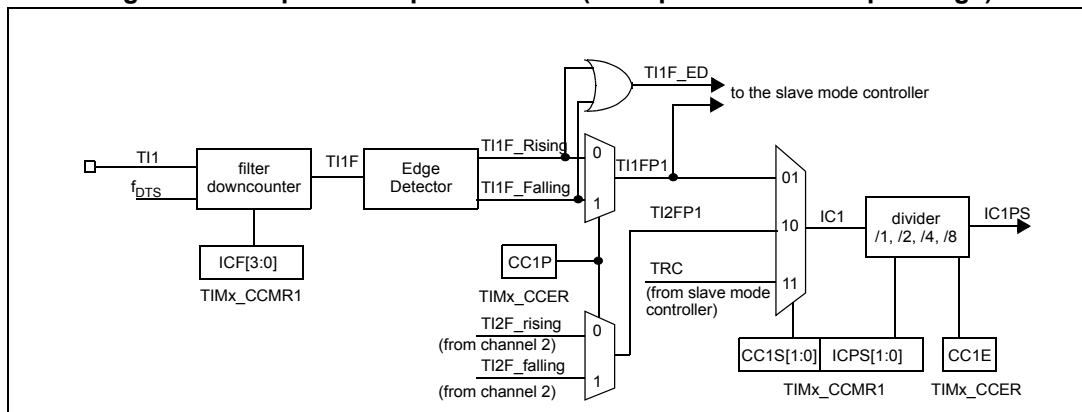 TI1F_ED
to the slave mode controller
TI1
f_DTS
filter
downcounter
TI1F
Edge
Detector
TI1F_Rising
TI1F_Falling
0
1
TI1FP1
TI2FP1
01
10
11
IC1
divider
/1, /2, /4, /8
IC1PS
ICF[3:0]
TIMx_CCMR1
CC1P
TIMx_CCER
TRC
(from slave mode
controller)
TI2F_rising
(from channel 2)
TI2F_falling
(from channel 2)
0
1
CC1S[1:0]
ICPS[1:0]
CC1E
TIMx_CCMR1
TIMx_CCER